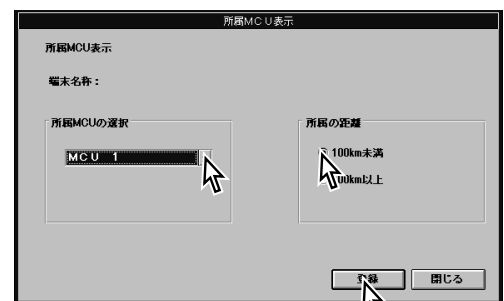 所属MCU表示
所属MCU表示
端末名称：
所属MCUの選択
MCU 1
所属の距離
100km未満
00km以上
登録
閉じる